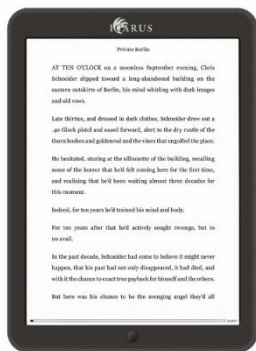 ICARUS
Private Berlin
AT TEN O'CLOCK on a moonless September evening, Chris
Schneider slipped toward a long-abandoned building on the
eastern outskirts of Berlin, his mind whirling with dark images
and old vows.
Late thirties, and dressed in dark clothes, Schneider drew out a
.40 Glock pistol and eased forward, alert to the dry rustle of the
thorn bushes and goldenrod and the vines that engulfed the place.
He hesitated, staring at the silhouette of the building, recalling
some of the horror that he'd felt coming here for the first time,
and realizing that he'd been waiting almost three decades for
this moment.
Indeed, for ten years he'd trained his mind and body.
For ten years after that he'd actively sought revenge, but to
no avail.
In the past decade, Schneider had come to believe it might never
happen, that his past had not only disappeared, it had died, and
with it the chance to exact true payback for himself and the others.
But here was his chance to be the avenging angel they'd all